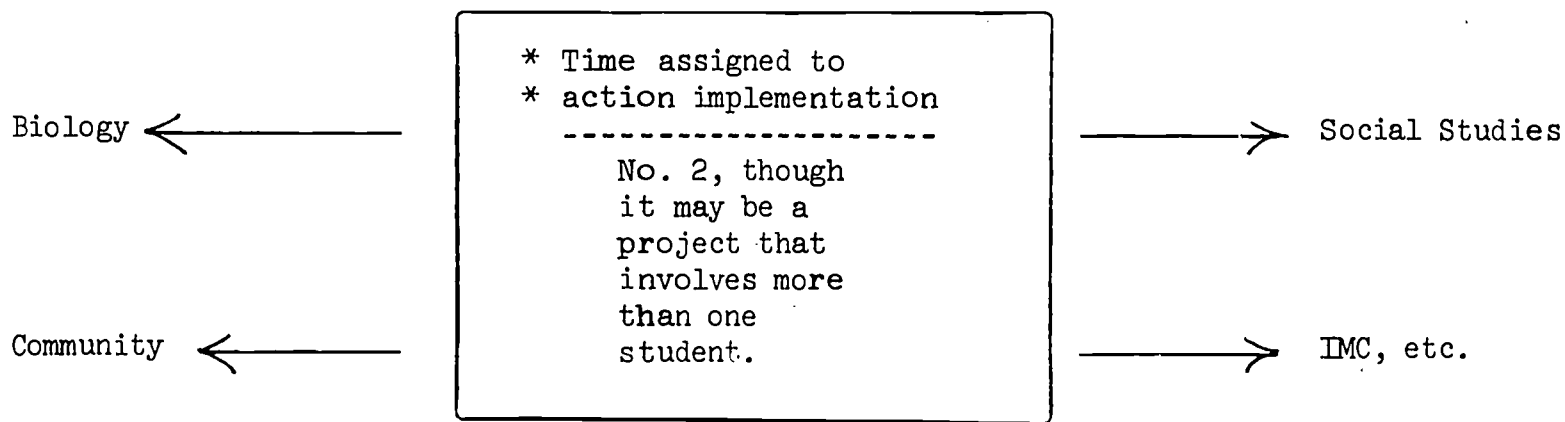 * Time assigned to
* action implementation
---------------------
Biology
Social Studies
No. 2, though
it may be a
project that
involves more
than one
student.
Community
IMC, etc.